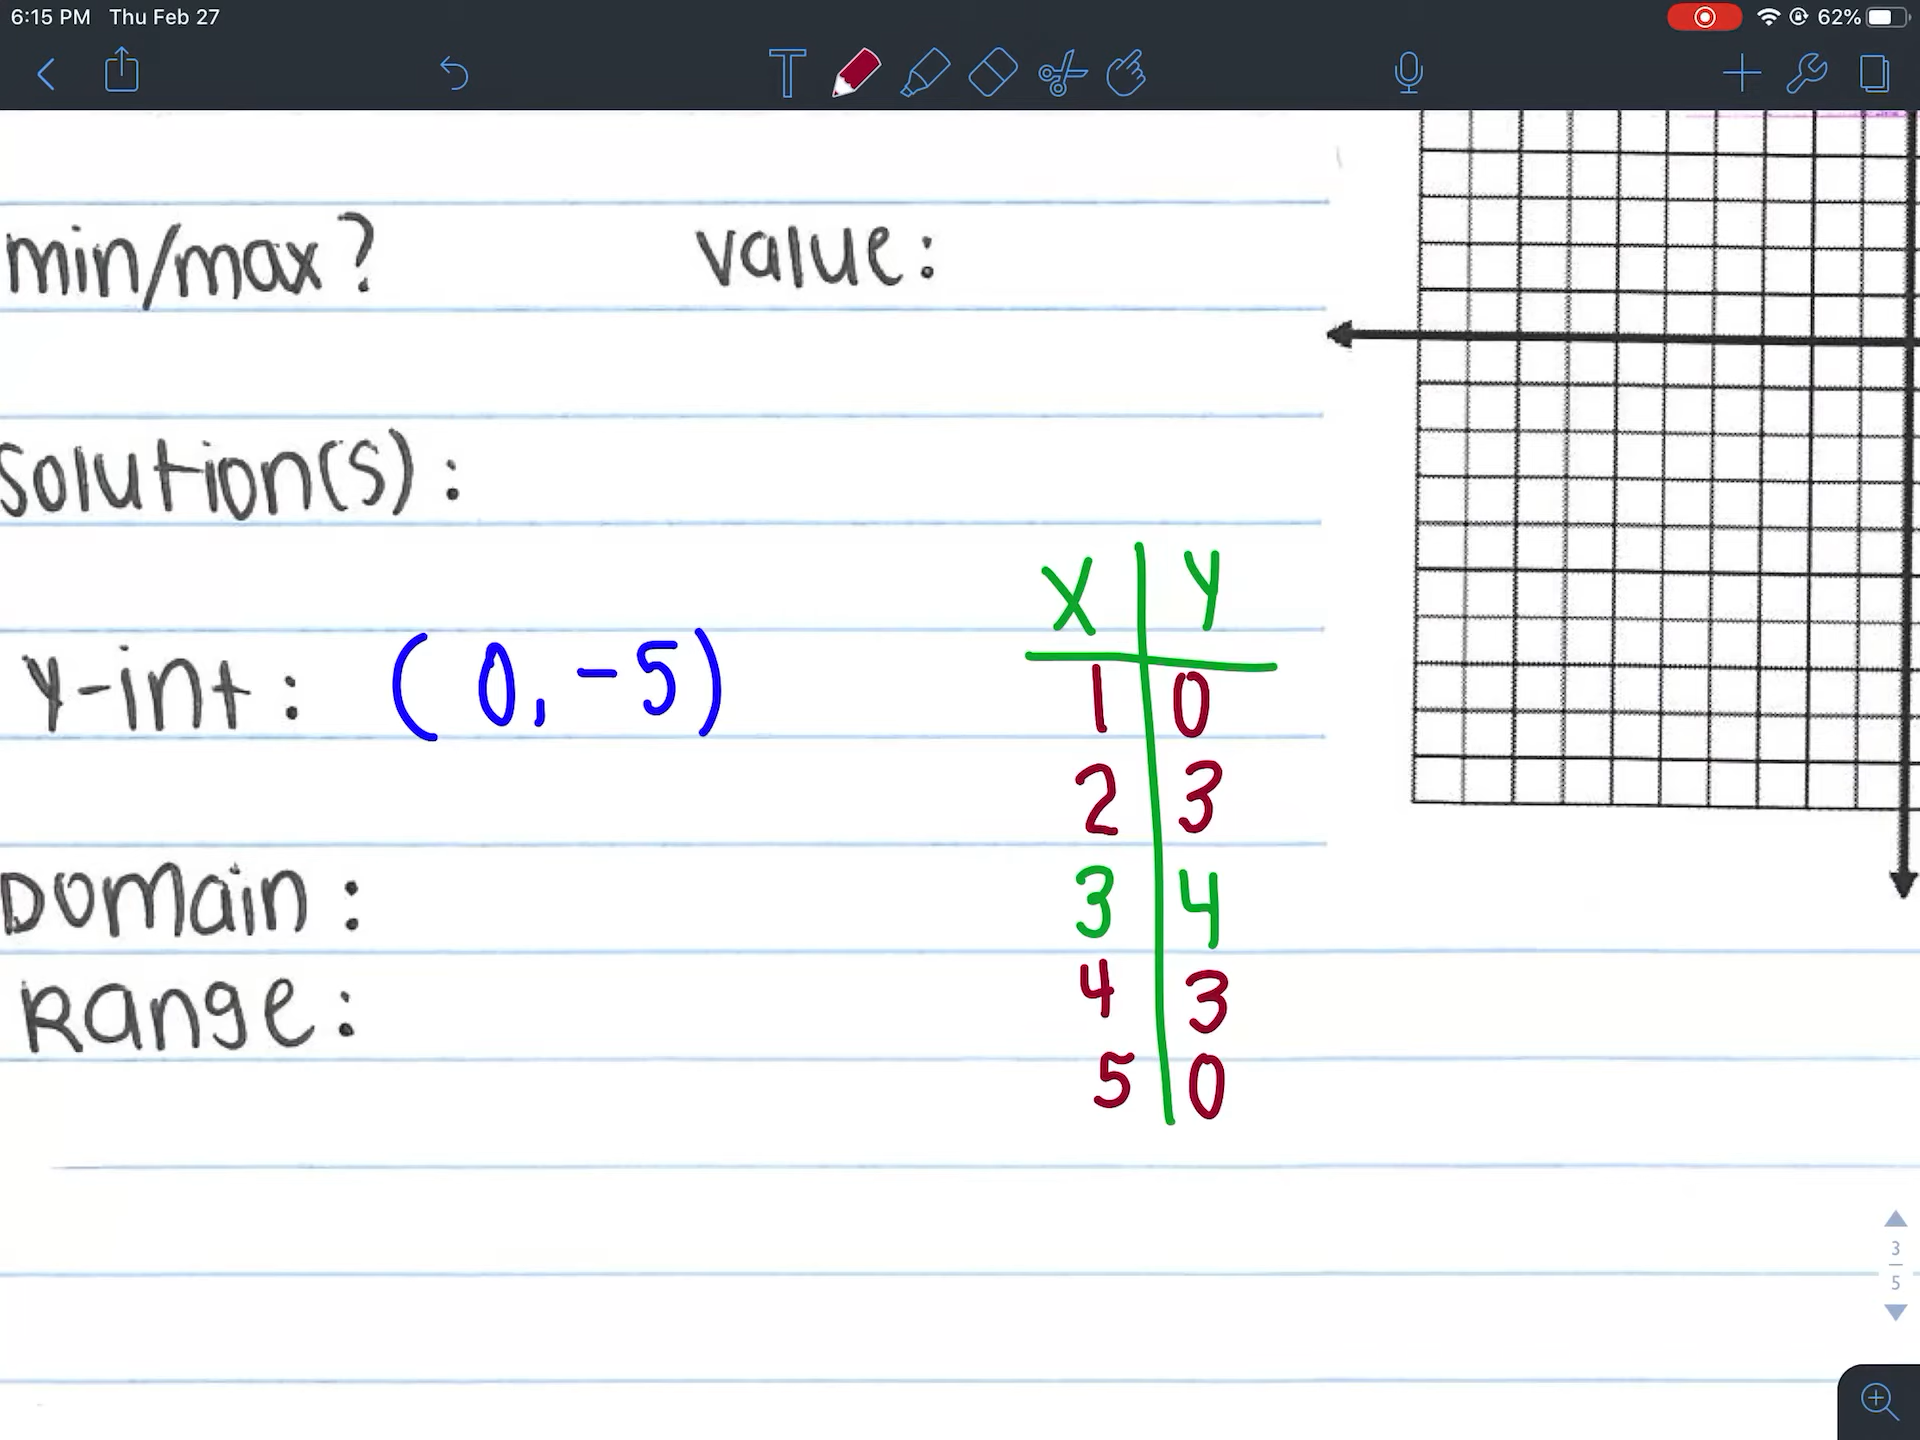 6:15 PM Thu Feb 27 62%
T
min/max? value:
Solution(s):
X Y
Y-int: (0, -5) 1 0
2 3
Domain: 3 4
Range: 4 3
5 0
3
5